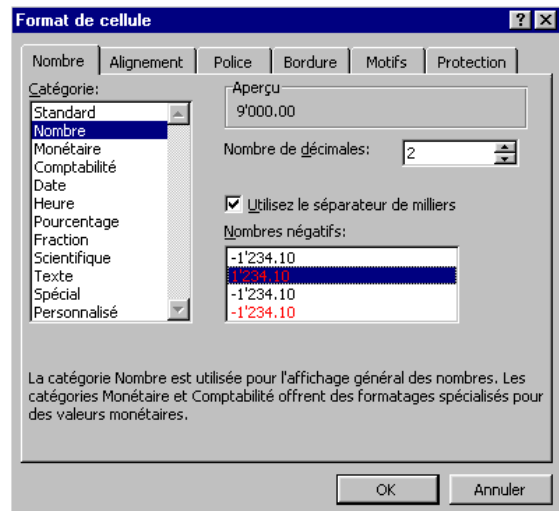 Format de cellule
Nombre
Alignement
Police
Bordure
Motifs
Protection
Catégorie:
Standard
Nombre
Monétaire
Comptabilité
Date
Heure
Pourcentage
Fraction
Scientifique
Texte
Spécial
Personnalisé
Aperçu
9'000.00
Nombre de décimales: 2
Utilisez le séparateur de milliers
Nombres négatifs:
-1'234.10
1'234.10
-1'234.10
-1'234.10
La catégorie Nombre est utilisée pour l'affichage général des nombres. Les
catégories Monétaire et Comptabilité offrent des formatages spécialisés pour
des valeurs monétaires.
OK
Annuler